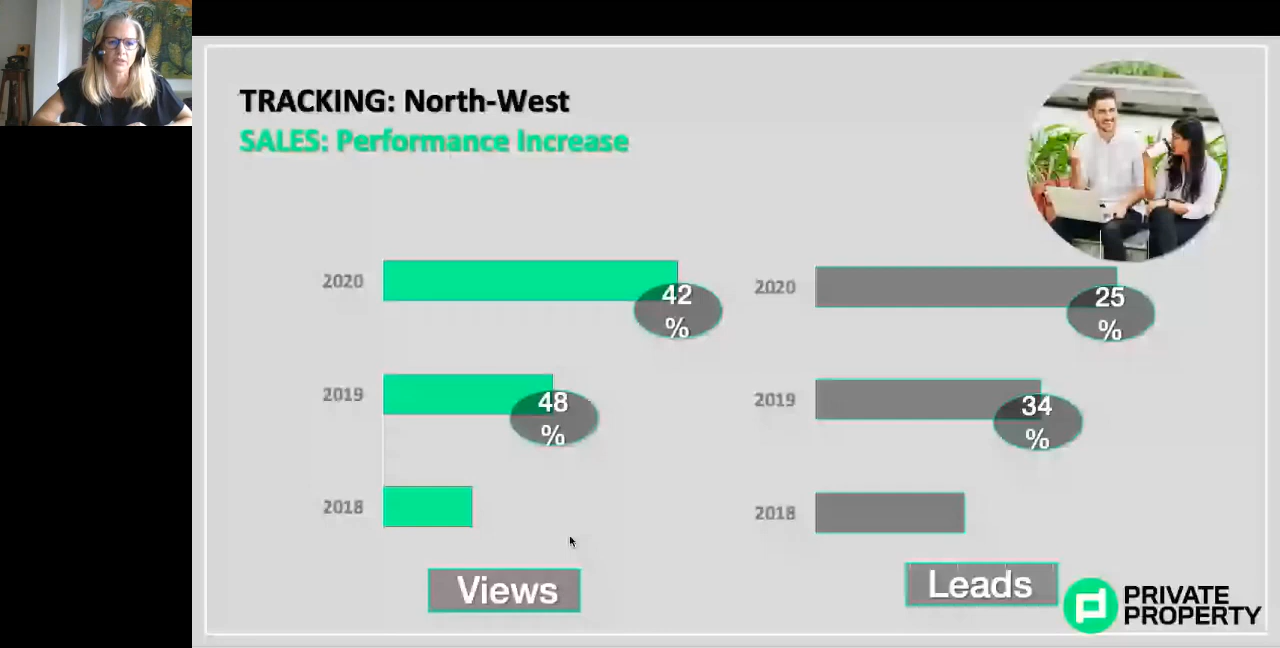 TRACKING: North-West
SALES: Performance Increase
2020
42
%
2019
48
%
2018
Views
2020
25
%
2019
34
%
2018
Leads
PRIVATE
PROPERTY